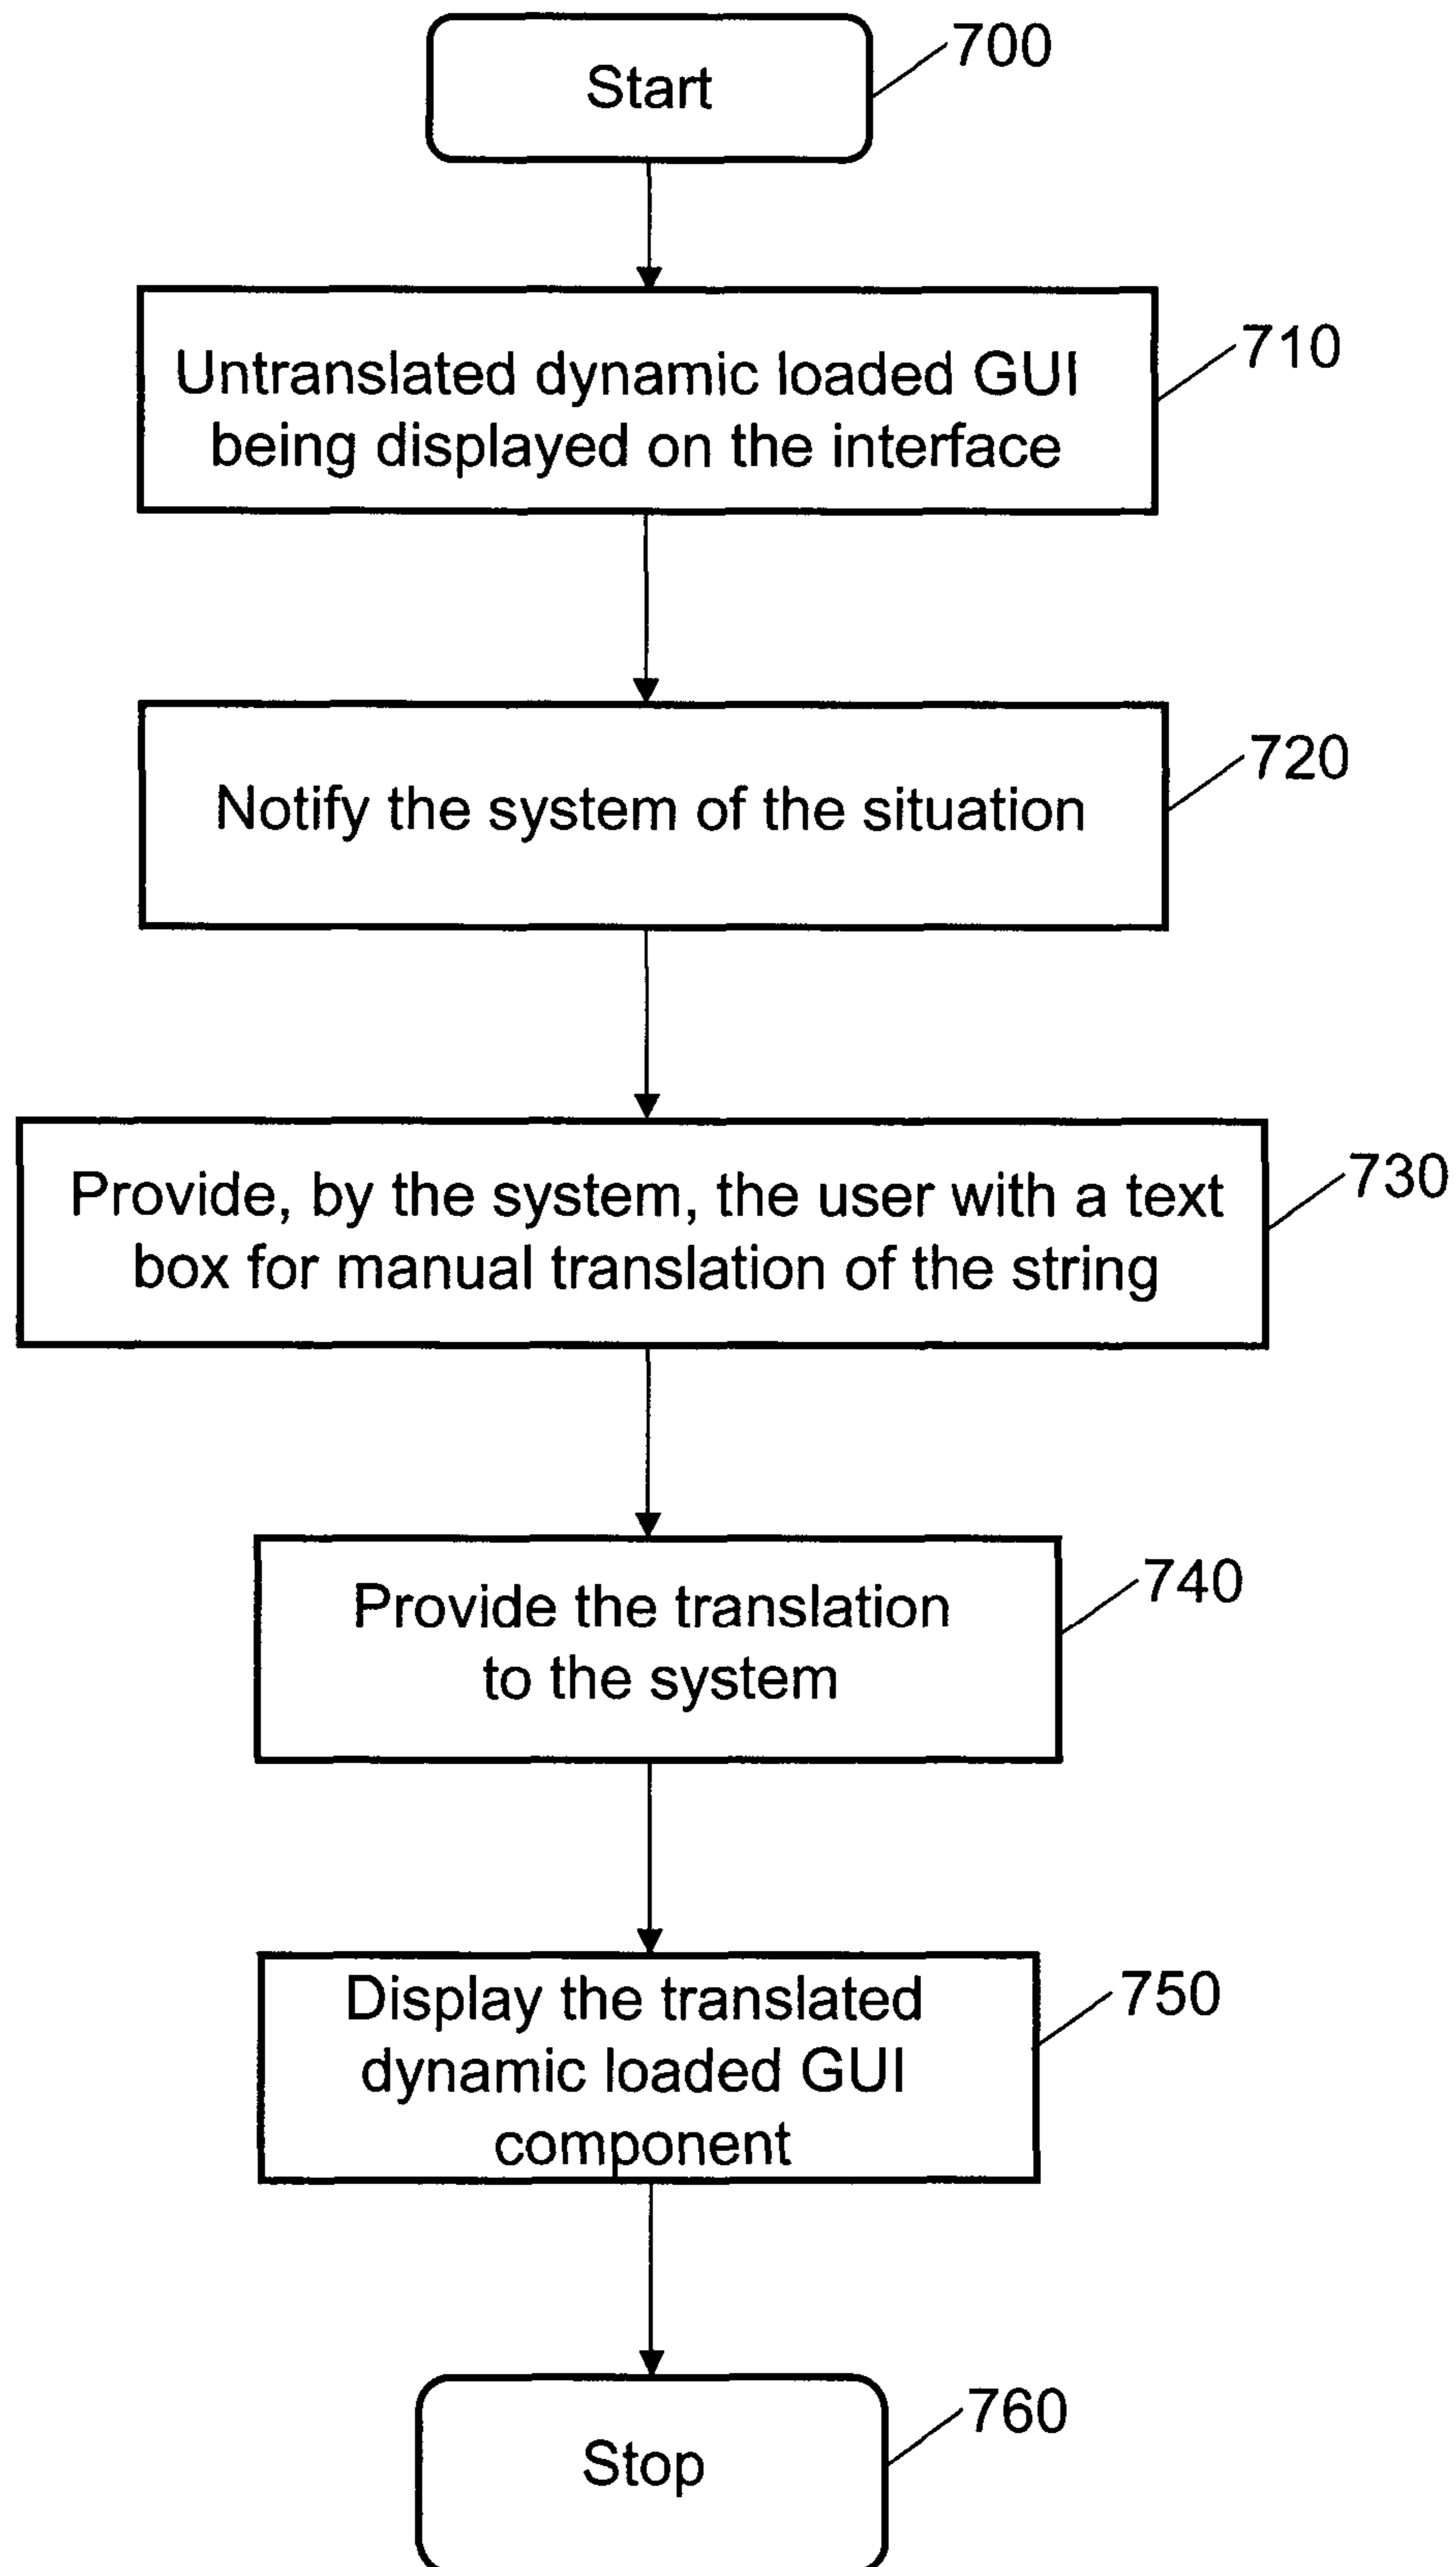 Start
700
Untranslated dynamic loaded GUI
being displayed on the interface
710
Notify the system of the situation
720
Provide, by the system, the user with a text
box for manual translation of the string
730
Provide the translation
to the system
740
Display the translated
dynamic loaded GUI
component
750
Stop
760